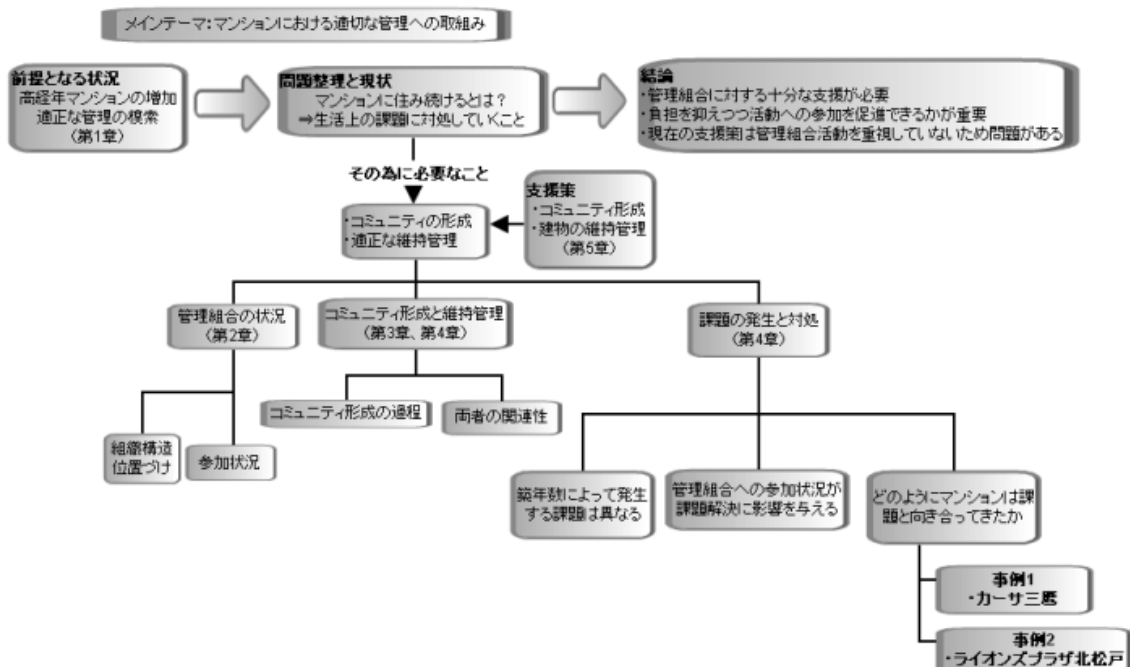 メインテーマ:マンションにおける適切な管理への取組み
前提となる状況
高経年マンションの増加
適正な管理の模索
(第1章)
問題整理と現状
マンションに住み続けるとは?
⇒生活上の課題に対処していくこと
結論
・管理組合に対する十分な支援が必要
・負担を抑えつつ活動への参加を促進できるかが重要
・現在の支援策は管理組合活動を重視していないため問題がある
その為に必要なこと
・コミュニティの形成
・適正な維持管理
支援策
・コミュニティ形成
・建物の維持管理
(第5章)
管理組合の状況
(第2章)
コミュニティ形成と維持管理
(第3章、第4章)
課題の発生と対処
(第4章)
組織構造
位置づけ
参加状況
コミュニティ形成の過程
両者の関連性
築年数によって発生
する課題は異なる
管理組合への参加状況が
課題解決に影響を与える
どのようにマンションは課
題と向き合ってきたか
事例1
・カーサ三鷹
事例2
・ライオンズプラザ北松戸